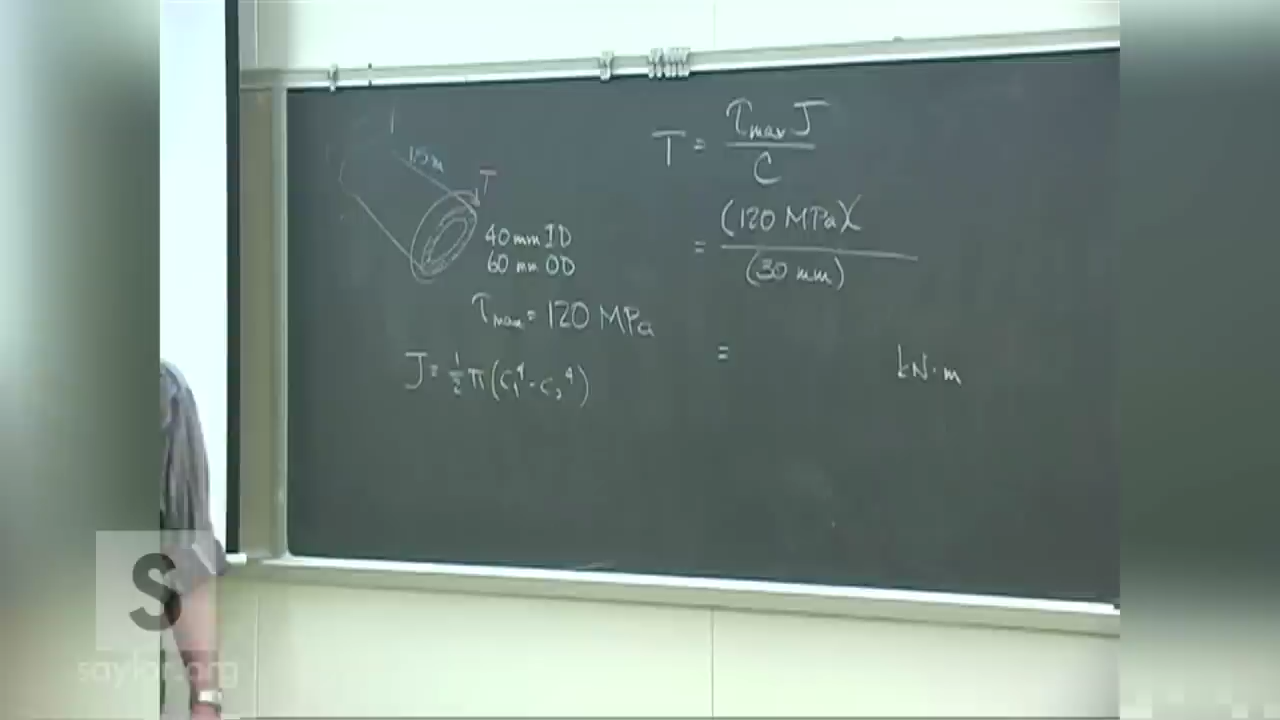 1.5 m
T
40 mm ID
60 mm OD
τmax = 120 MPa
J = 1/2 π (C₁⁴ - C₂⁴)
T = τmax J / C
= (120 MPa)( / (30 mm)
= kN·m
S
saylor.org